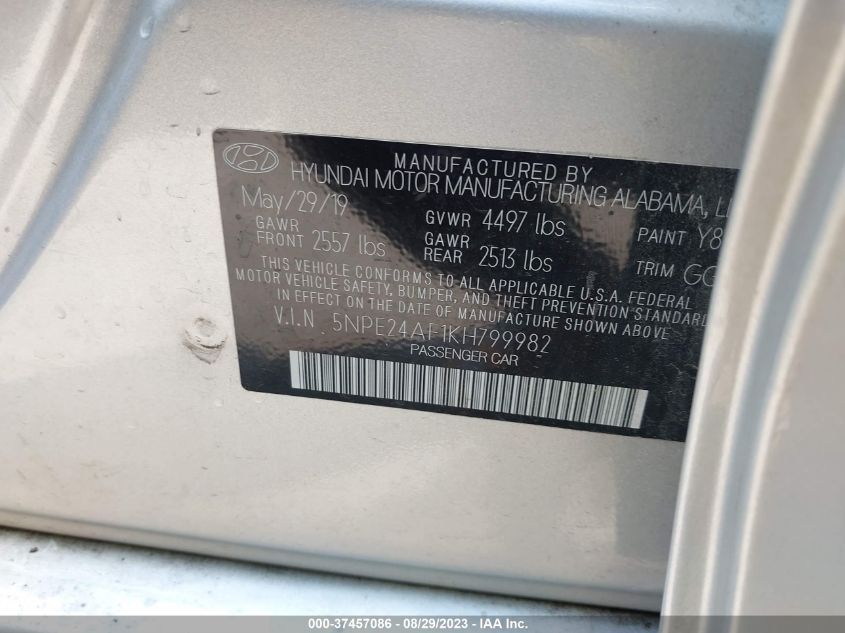 MANUFACTURED BY
HYUNDAI MOTOR MANUFACTURING ALABAMA,
May/29/19
GAWR FRONT 2557 lbs
GVWR 4497 lbs
GAWR REAR 2513 lbs
PAINT Y8
TRIM
THIS VEHICLE CONFORMS TO ALL APPLICABLE U.S.A. FEDERAL
MOTOR VEHICLE SAFETY, BUMPER, AND THEFT PREVENTION STANDARD
IN EFFECT ON THE DATE OF MANUFACTURE SHOWN ABOVE
V.I.N 5NPE24AF1KH799982
PASSENGER CAR
000-37457086 - 08/29/2023 - © IAA Inc.